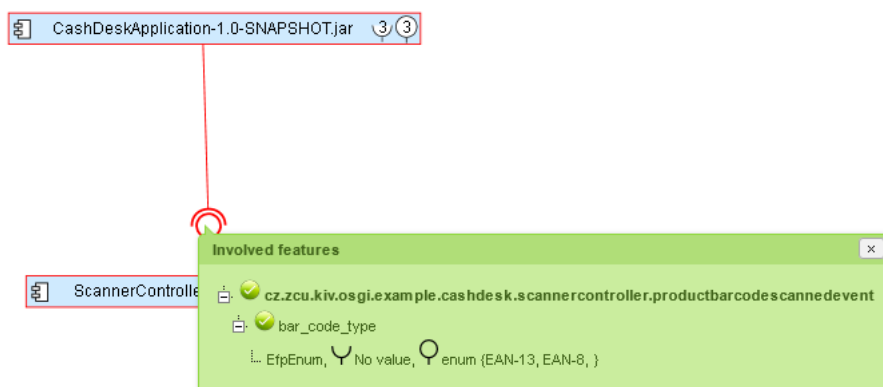 CashDeskApplication-1.0-SNAPSHOT.jar 3 3
Involved features x
ScannerControlle
cz.zcu.kiv.osgi.example.cashdesk.scannercontroller.productbarcodescannedevent
bar_code_type
EfpEnum, No value, enum {EAN-13, EAN-8, }